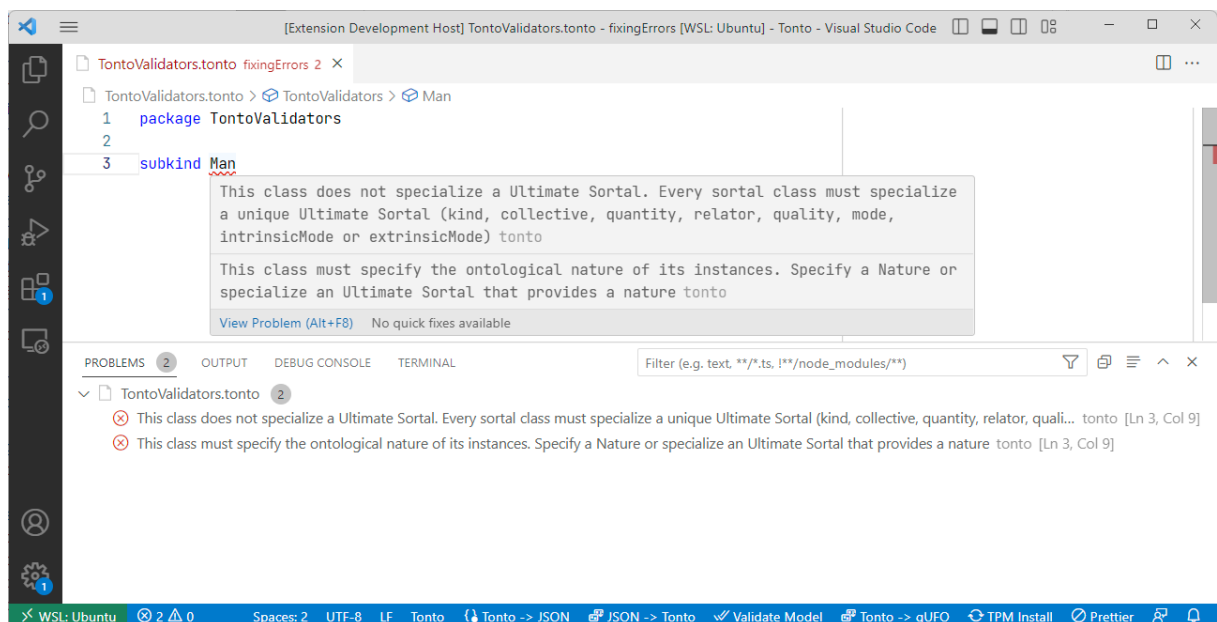 [Extension Development Host] TontoValidators.tonto - fixingErrors [WSL: Ubuntu] - Tonto - Visual Studio Code
TontoValidators.tonto fixingErrors 2
TontoValidators.tonto > TontoValidators > Man
1 package TontoValidators
2
3 subkind Man
This class does not specialize a Ultimate Sortal. Every sortal class must specialize
a unique Ultimate Sortal (kind, collective, quantity, relator, quality, mode,
intrinsicMode or extrinsicMode) tonto
This class must specify the ontological nature of its instances. Specify a Nature or
specialize an Ultimate Sortal that provides a nature tonto
View Problem (Alt+F8) No quick fixes available
1
PROBLEMS 2 OUTPUT DEBUG CONSOLE TERMINAL Filter (e.g. text, **/*.ts, !**/node_modules/**)
TontoValidators.tonto 2
This class does not specialize a Ultimate Sortal. Every sortal class must specialize a unique Ultimate Sortal (kind, collective, quantity, relator, quali... tonto [Ln 3, Col 9]
This class must specify the ontological nature of its instances. Specify a Nature or specialize an Ultimate Sortal that provides a nature tonto [Ln 3, Col 9]
1
WSL: Ubuntu 2 0 Spaces: 2 UTF-8 LF Tonto Tonto -> JSON JSON -> Tonto Validate Model Tonto -> gUFO TPM Install Prettier